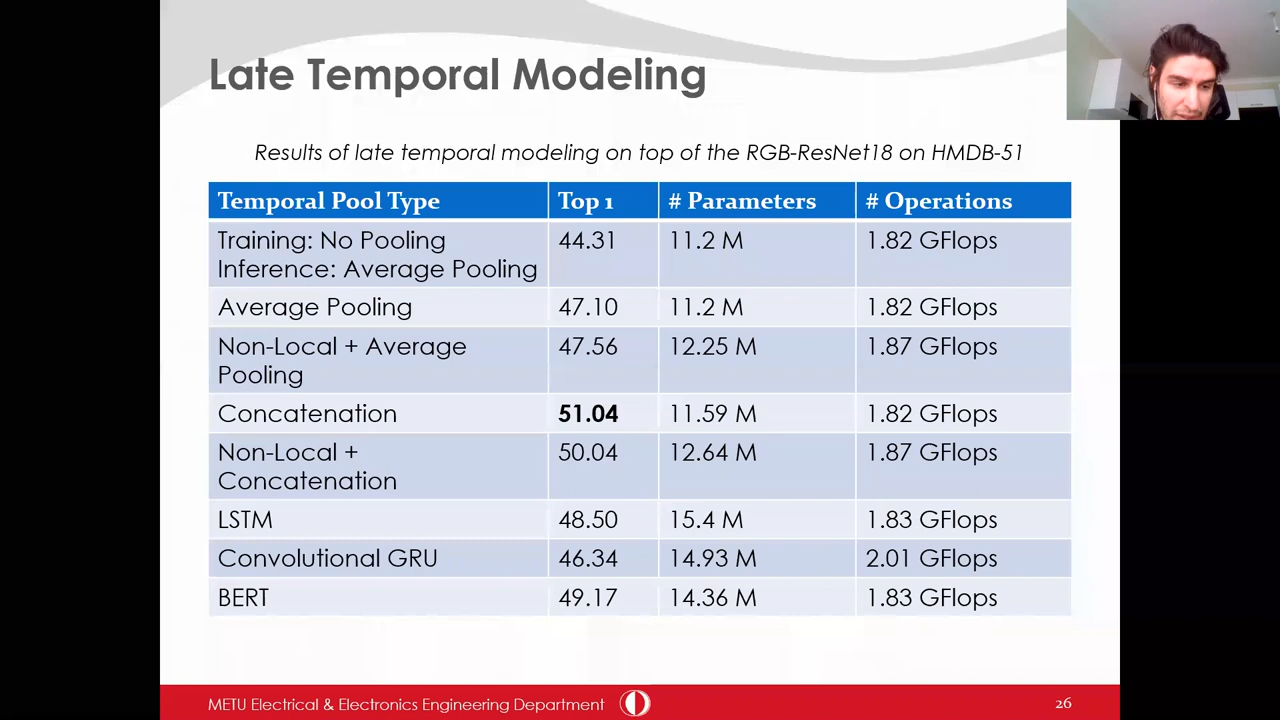 Late Temporal Modeling
Results of late temporal modeling on top of the RGB-ResNet18 on HMDB-51
Temporal Pool Type Top 1 # Parameters # Operations
Training: No Pooling 44.31 11.2 M 1.82 GFlops
Inference: Average Pooling
Average Pooling 47.10 11.2 M 1.82 GFlops
Non-Local + Average 47.56 12.25 M 1.87 GFlops
Pooling
Concatenation 51.04 11.59 M 1.82 GFlops
Non-Local + 50.04 12.64 M 1.87 GFlops
Concatenation
LSTM 48.50 15.4 M 1.83 GFlops
Convolutional GRU 46.34 14.93 M 2.01 GFlops
BERT 49.17 14.36 M 1.83 GFlops
METU Electrical & Electronics Engineering Department 26